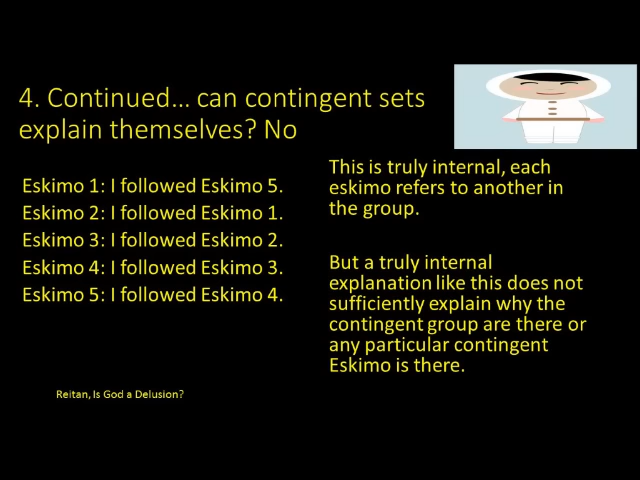 4. Continued... can contingent sets
explain themselves? No
Eskimo 1: I followed Eskimo 5.
Eskimo 2: I followed Eskimo 1.
Eskimo 3: I followed Eskimo 2.
Eskimo 4: I followed Eskimo 3.
Eskimo 5: I followed Eskimo 4.
This is truly internal, each
eskimo refers to another in
the group.
But a truly internal
explanation like this does not
sufficiently explain why the
contingent group are there or
any particular contingent
Eskimo is there.
Reitan, Is God a Delusion?